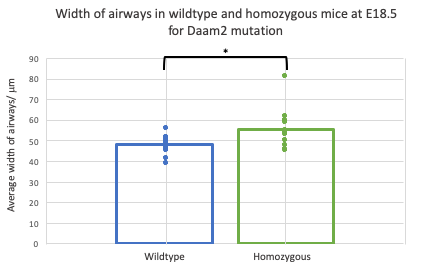 Width of airways in wildtype and homozygous mice at E18.5
for Daam2 mutation
*
90
80
70
60
50
40
30
20
10
0
Average width of airways/ µm
Wildtype
Homozygous